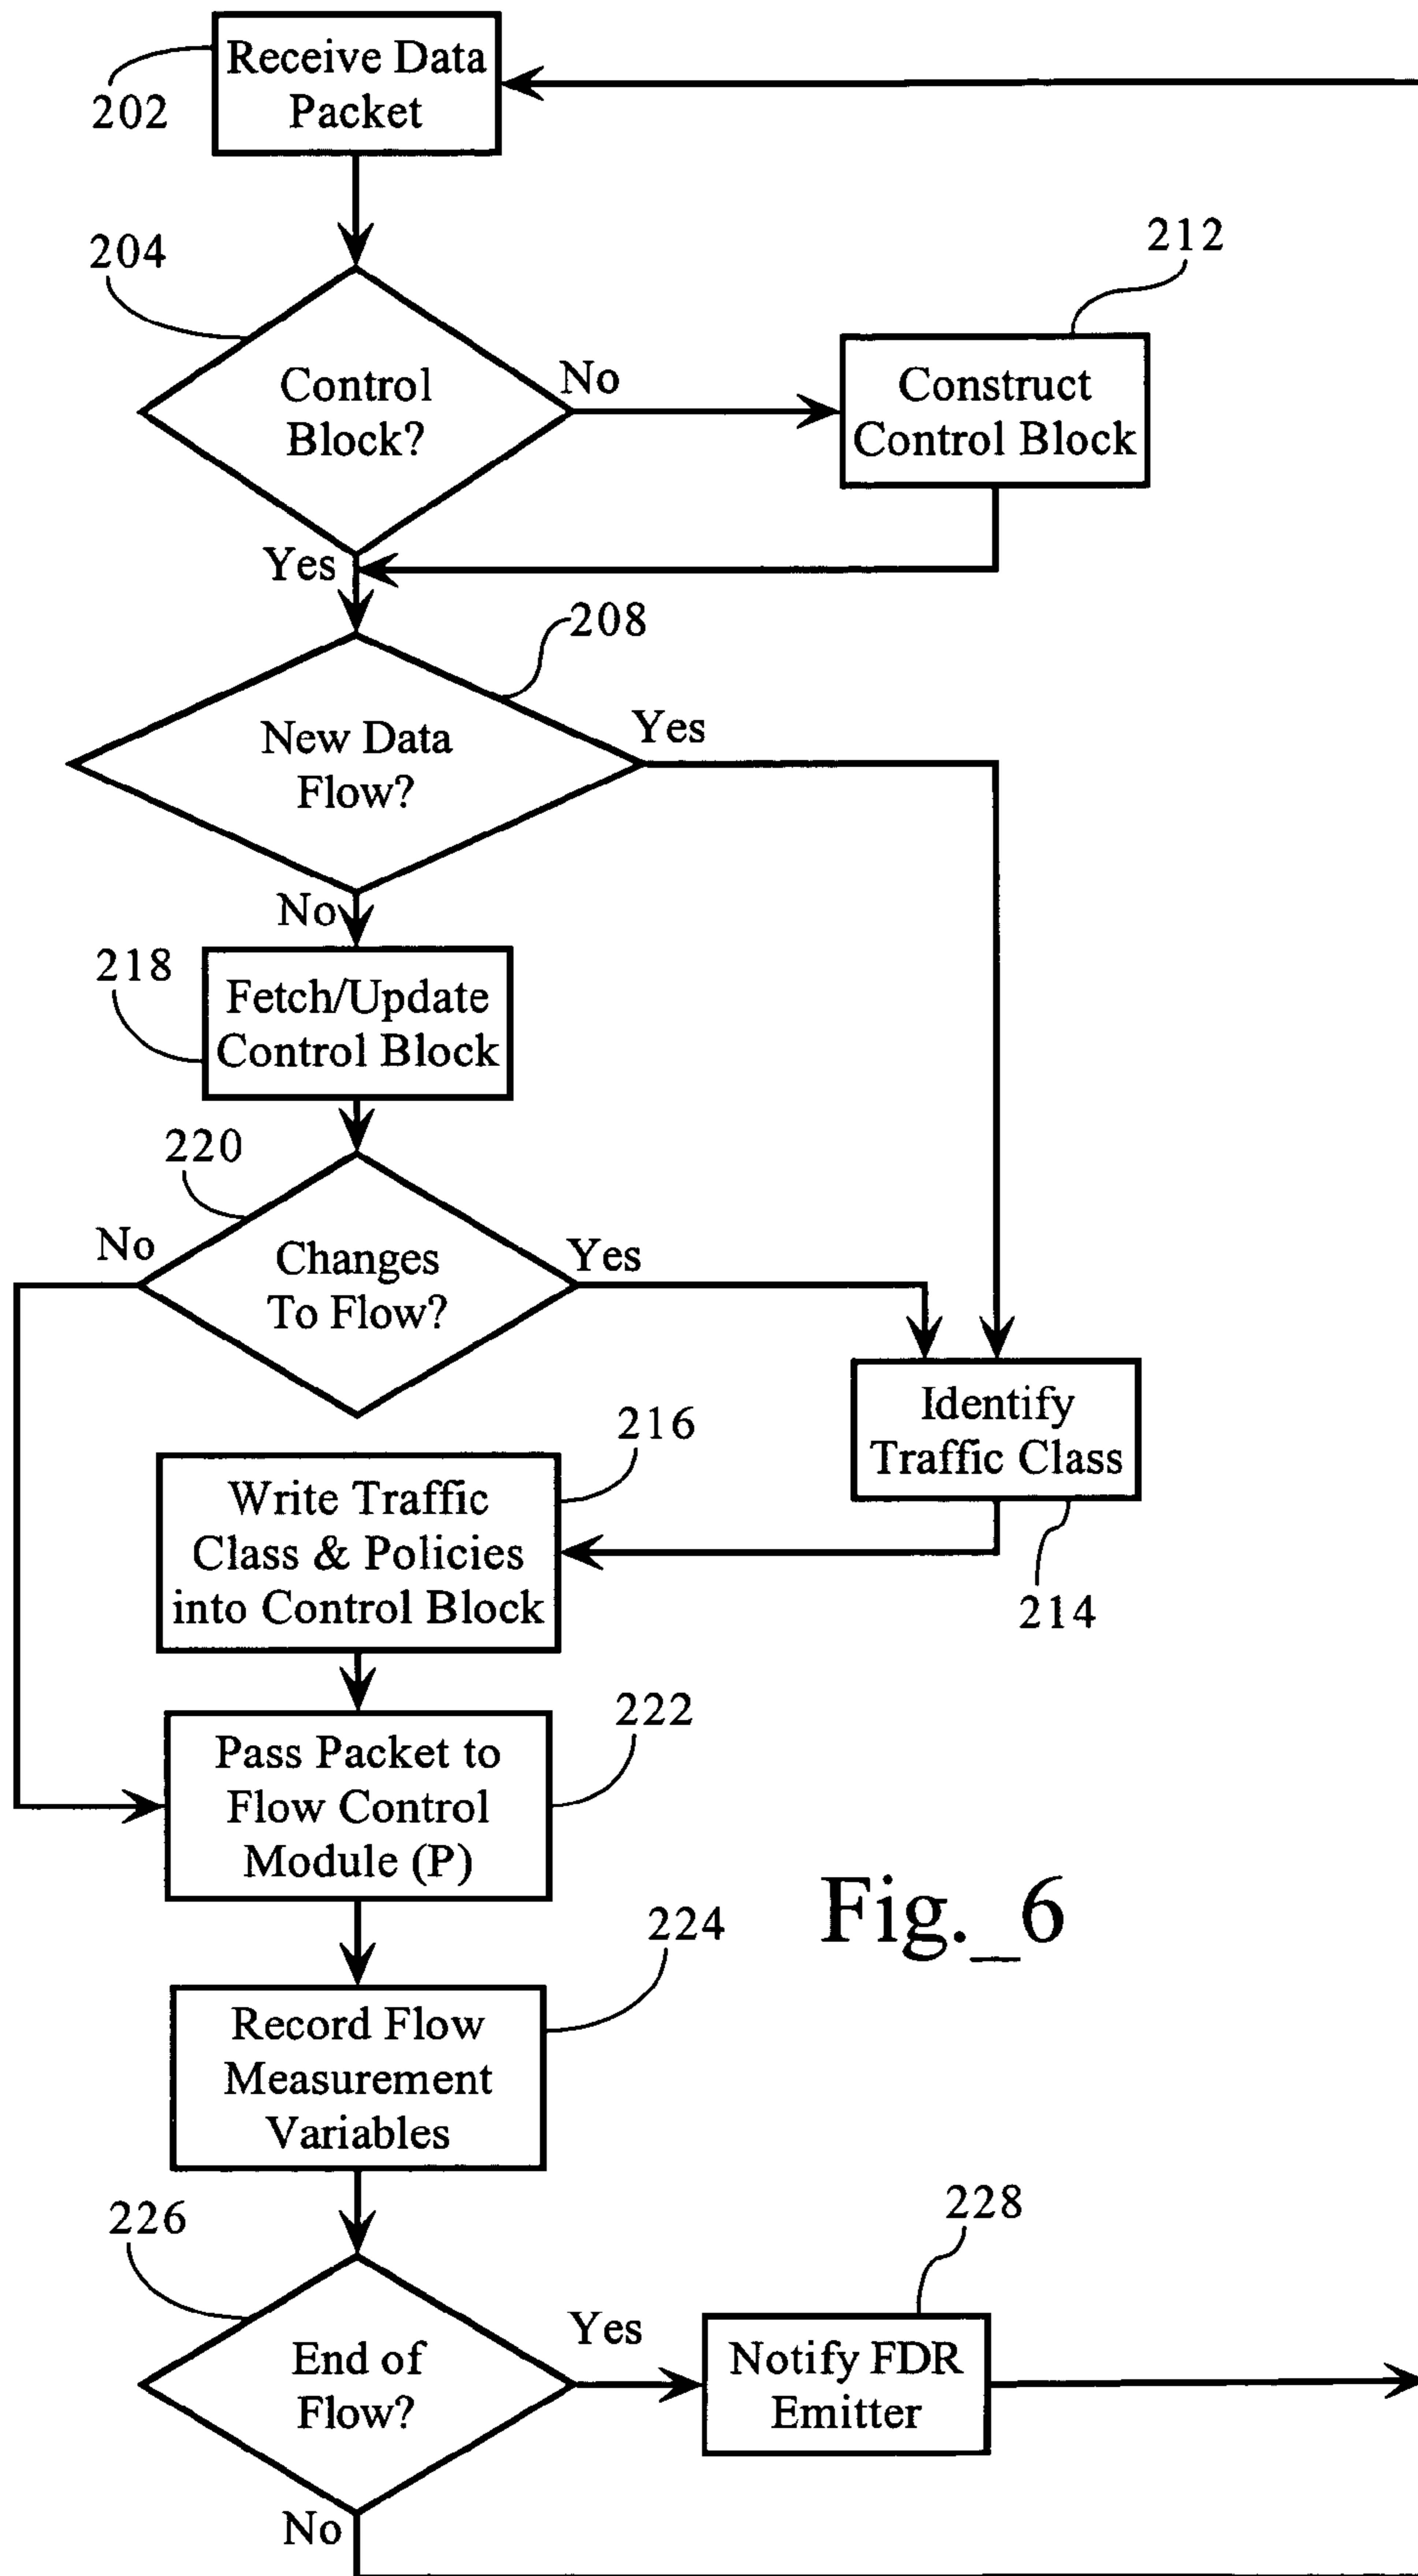 Receive Data
Packet
202
204
212
Control
Block?
No
Construct
Control Block
Yes
208
New Data
Flow?
Yes
No
218
Fetch/Update
Control Block
220
No
Changes
To Flow?
Yes
Identify
Traffic Class
216
Write Traffic
Class & Policies
into Control Block
214
222
Pass Packet to
Flow Control
Module (P)
Fig._6
224
Record Flow
Measurement
Variables
226
228
End of
Flow?
Yes
Notify FDR
Emitter
No